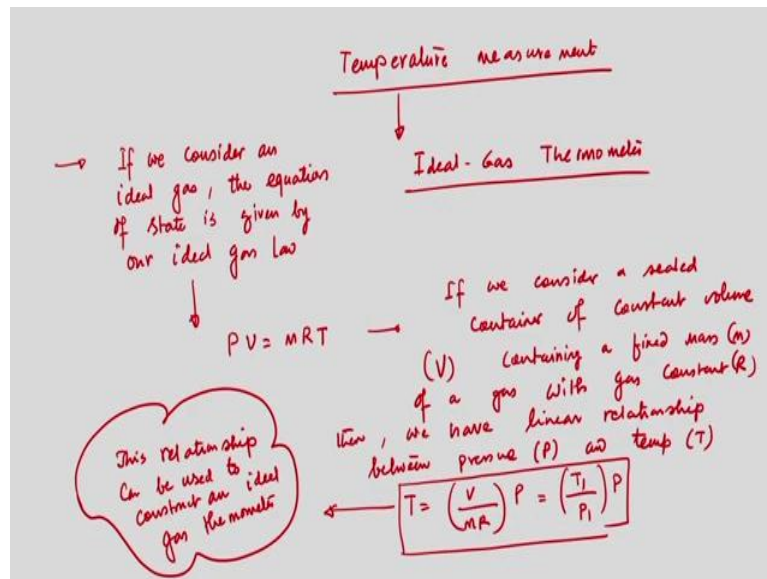 Temperature measurement
Ideal-Gas Thermometer
→ If we consider an
ideal gas, the equation
of state is given by
our ideal gas law
PV = mRT →
If we consider a sealed
container of constant volume
(V) containing a fixed mass (m)
of a gas with gas constant (R)
then, we have linear relationship
between pressure (P) and temp (T)
T = (V/mR) P = (T₁/P₁) P
This relationship
can be used to
construct an ideal
gas thermometer